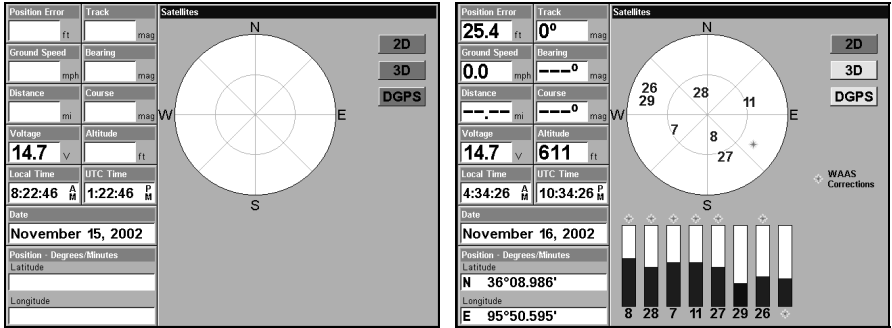 Position Error Track Satellites
ft mag
N
2D
Ground Speed Bearing
mph mag
3D
Distance Course
DGPS
mi mag
W E
Voltage Altitude
14.7 V ft
Local Time UTC Time
8:22:46 AM 1:22:46 PM
S
Date
November 15, 2002
Position - Degrees/Minutes
Latitude
Longitude
Position Error Track Satellites
25.4 ft 0° mag
N
2D
Ground Speed Bearing
0.0 mph ---° mag
3D
26
28
Distance Course
29
11
DGPS
--.-- mi ---° mag
W E
7
8
Voltage Altitude
14.7 V 611 ft
27
Local Time UTC Time
WAAS
Corrections
4:34:26 AM 10:34:26 PM
S
Date
November 16, 2002
Position - Degrees/Minutes
Latitude
N 36°08.986'
Longitude
E 95°50.595'
8 28 7 11 27 29 26